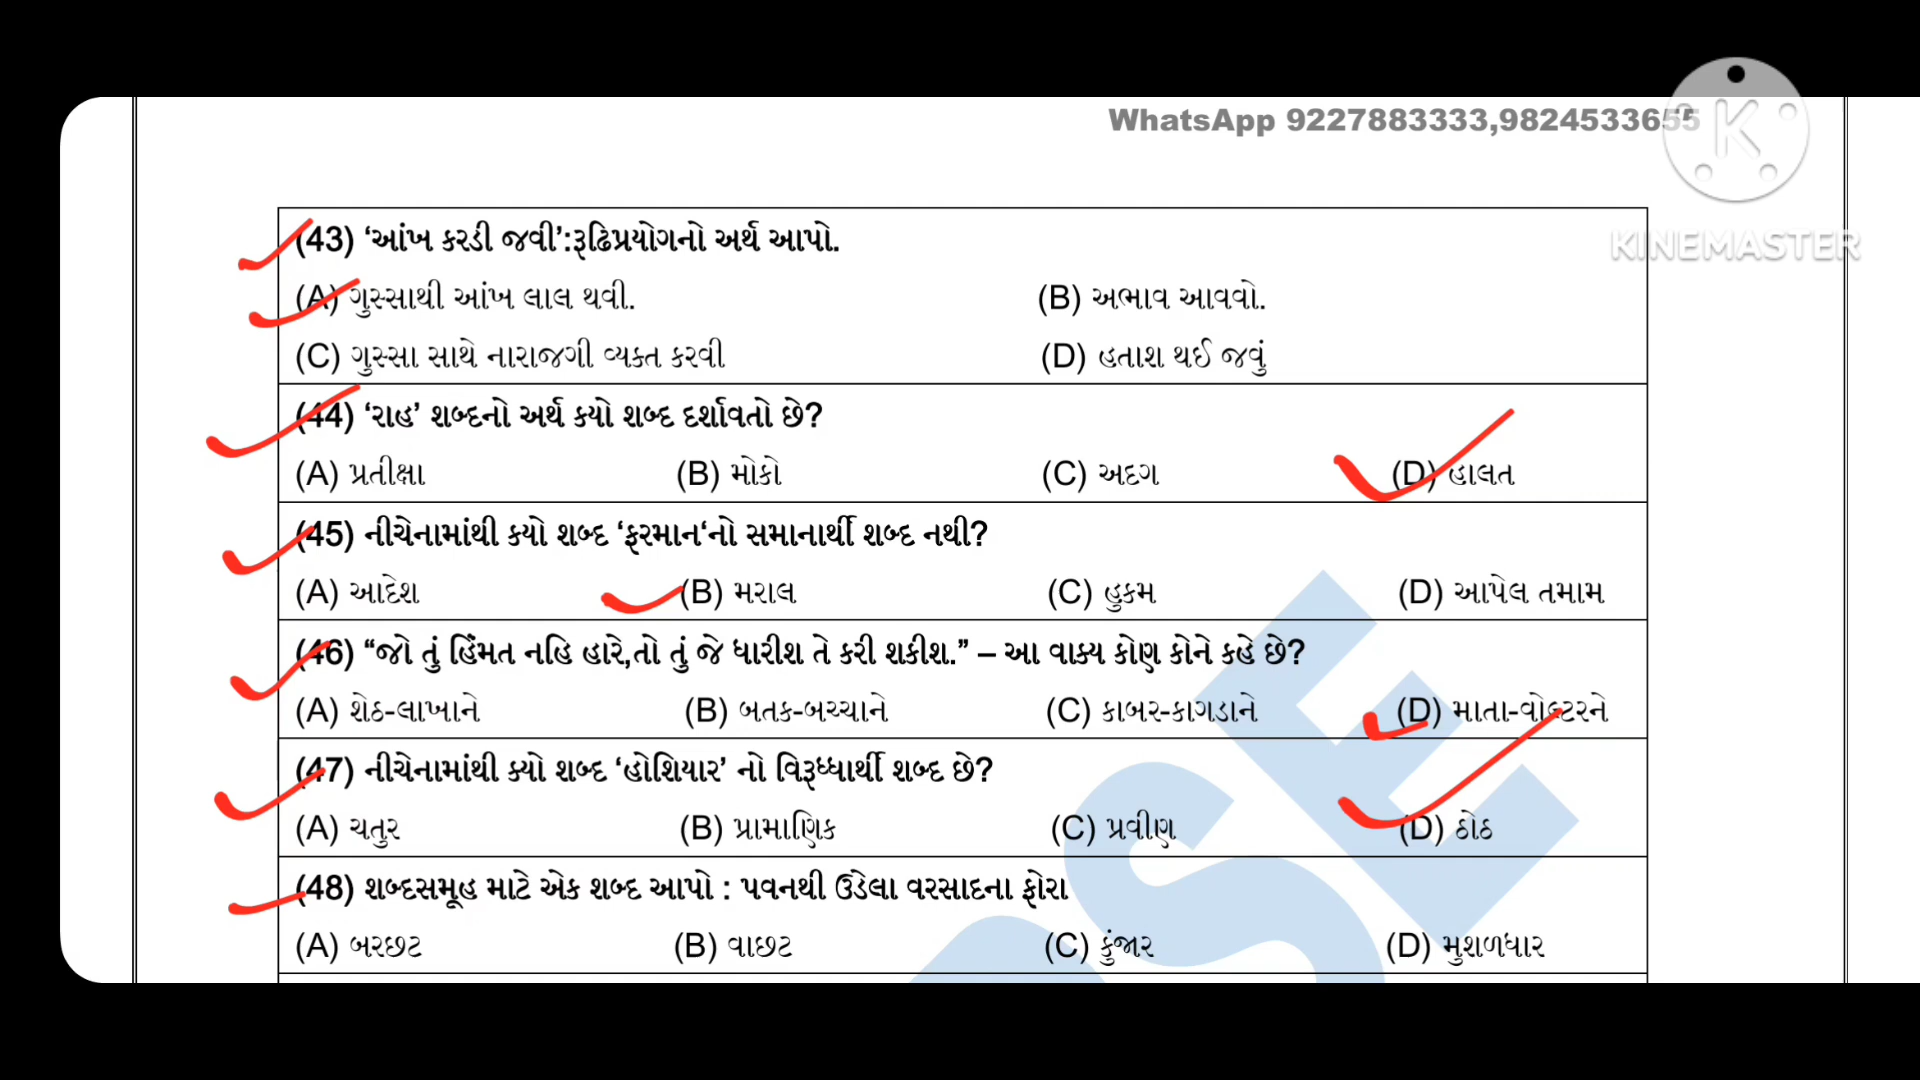 WhatsApp 9227883333,9824533655
KINEMASTER
(43) ‘આંખ કરડી જવી’:રૂઢિપ્રયોગનો અર્થ આપો.
(A) ગુસ્સાથી આંખ લાલ થવી. (B) અભાવ આવવો.
(C) ગુસ્સા સાથે નારાજગી વ્યક્ત કરવી (D) હતાશ થઈ જવું
(44) ‘રાહ’ શબ્દનો અર્થ કયો શબ્દ દર્શાવતો છે?
(A) પ્રતીક્ષા (B) મોકો (C) અદગ (D) હાલત
(45) નીચેનામાંથી કયો શબ્દ ‘ફરમાન‘નો સમાનાર્થી શબ્દ નથી?
(A) આદેશ (B) મરાલ (C) હુકમ (D) આપેલ તમામ
(46) “જો તું હિંમત નહિ હારે,તો તું જે ધારીશ તે કરી શકીશ.” – આ વાક્ય કોણ કોને કહે છે?
(A) શેઠ-લાખાને (B) બતક-બચ્ચાને (C) કાબર-કાગડાને (D) માતા-વોલ્ટરને
(47) નીચેનામાંથી ક્યો શબ્દ ‘હોશિયાર’ નો વિરૂધ્ધાર્થી શબ્દ છે?
(A) ચતુર (B) પ્રામાણિક (C) પ્રવીણ (D) ઠોઠ
(48) શબ્દસમૂહ માટે એક શબ્દ આપો : પવનથી ઉડેલા વરસાદના ફોરા
(A) બરછટ (B) વાછટ (C) કુંજાર (D) મુશળધાર